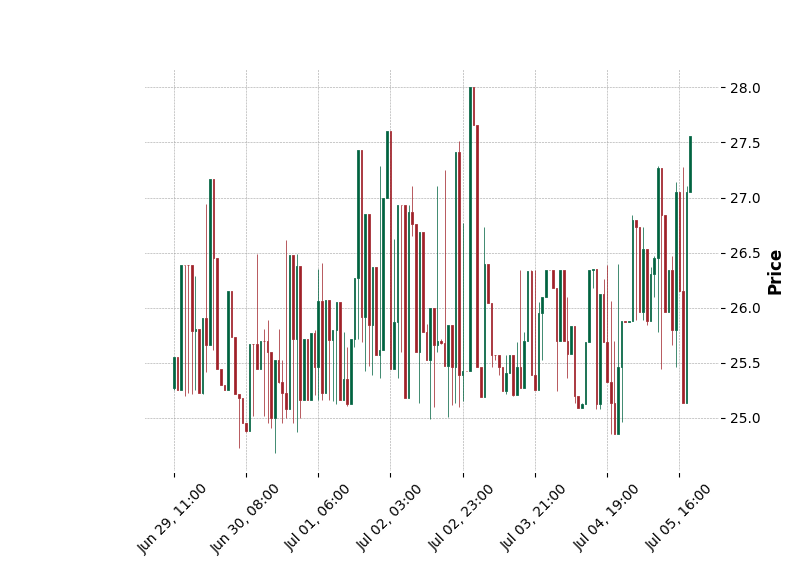 28.0
27.5
27.0
26.5
26.0
25.5
25.0
Price
Jun 29, 11:00
Jun 30, 08:00
Jul 01, 06:00
Jul 02, 03:00
Jul 02, 23:00
Jul 03, 21:00
Jul 04, 19:00
Jul 05, 16:00